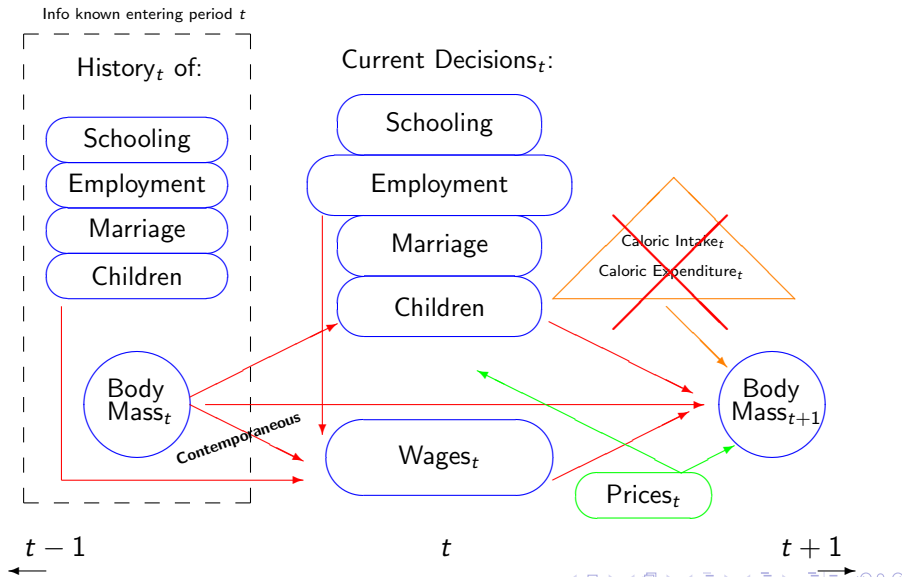 Info known entering period t
History_t of:
Schooling
Employment
Marriage
Children
Body
Mass_t
Current Decisions_t:
Schooling
Employment
Marriage
Children
Contemporaneous
Wages_t
Caloric Intake_t
Caloric Expenditure_t
Body
Mass_{t+1}
Prices_t
t − 1
t
t + 1